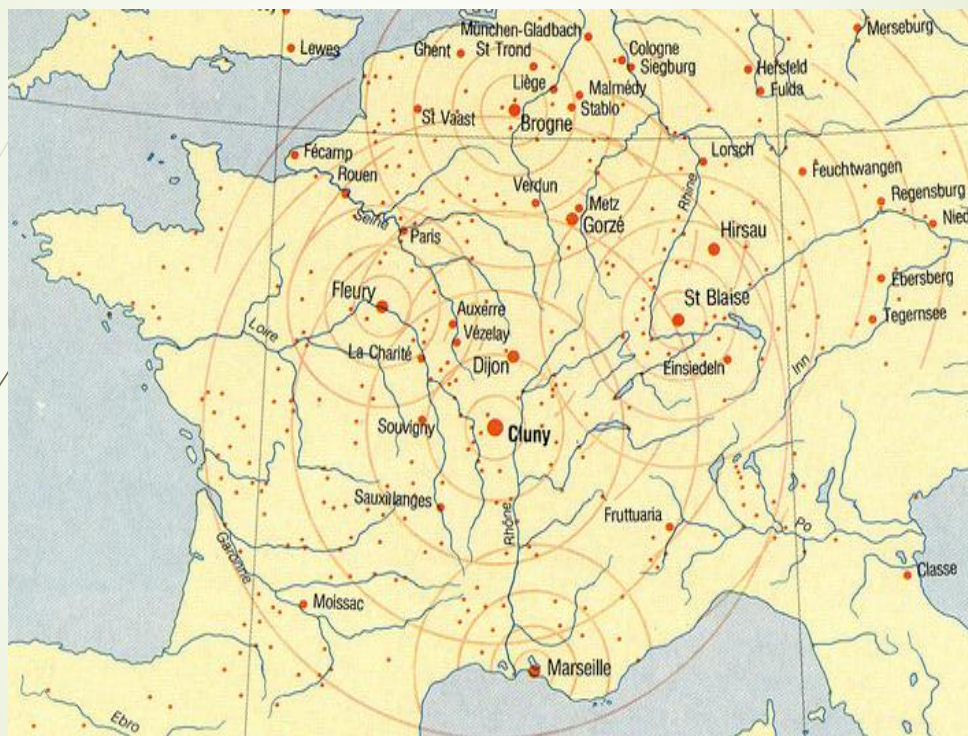 Lewes
München-Gladbach
Ghent
St Trond
Cologne
Siegburg
Merseburg
Hersfeld
Fulda
Liège
Malmédy
Stablo
St Vaast
Brogne
Fécamp
Rouen
Lorsch
Feuchtwangen
Verdun
Metz
Gorzé
Rhine
Regensburg
Nied
Seine
Paris
Hirsau
Fleury
Auxerre
Vézelay
St Blaise
Ebersberg
Tegernsee
Loire
La Charité
Dijon
Einsiedeln
Inn
Souvigny
Cluny
Sauxillanges
Rhône
Fruttuaria
Po
Garonne
Classe
Moissac
Marseille
Ebro